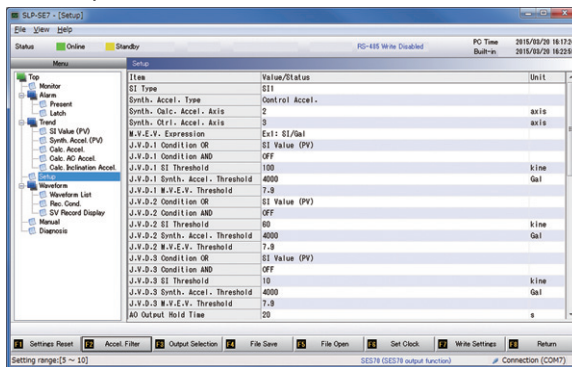 SLP-SE7 - [Setup]
File View Help
Status Online Standby RS-485 Write Disabled PC Time 2015/03/20 16:17:2
Built-in 2015/03/20 16:22:5
Menu Setup
Top
Monitor
Alarm
Present
Latch
Trend
SI Value (PV)
Synth. Accel. (PV)
Calc. Accel.
Calc. AO Accel.
Calc. Inclination Accel.
Setup
Waveform
Waveform List
Rec. Cond.
SV Record Display
Manual
Diagnosis
Item Value/Status Unit
SI Type SI1
Synth. Accel. Type Control Accel.
Synth. Calc. Accel. Axis 2 axis
Synth. Ctrl. Accel. Axis 3 axis
M.V.E.V. Expression Ex1: SI/Gal
J.V.D.1 Condition OR SI Value (PV)
J.V.D.1 Condition AND OFF
J.V.D.1 SI Threshold 100 kine
J.V.D.1 Synth. Accel. Threshold 4000 Gal
J.V.D.1 M.V.E.V. Threshold 7.9
J.V.D.2 Condition OR SI Value (PV)
J.V.D.2 Condition AND OFF
J.V.D.2 SI Threshold 60 kine
J.V.D.2 Synth. Accel. Threshold 4000 Gal
J.V.D.2 M.V.E.V. Threshold 7.9
J.V.D.3 Condition OR SI Value (PV)
J.V.D.3 Condition AND OFF
J.V.D.3 SI Threshold 10 kine
J.V.D.3 Synth. Accel. Threshold 4000 Gal
J.V.D.3 M.V.E.V. Threshold 7.9
AO Output Hold Time 20 s
F1 Settings Reset F2 Accel. Filter F3 Output Selection F4 File Save F5 File Open F6 Set Clock F7 Write Settings F8 Return
Setting range:[5 ~ 10] SES70 (SES70 output function) Connection (COM7)